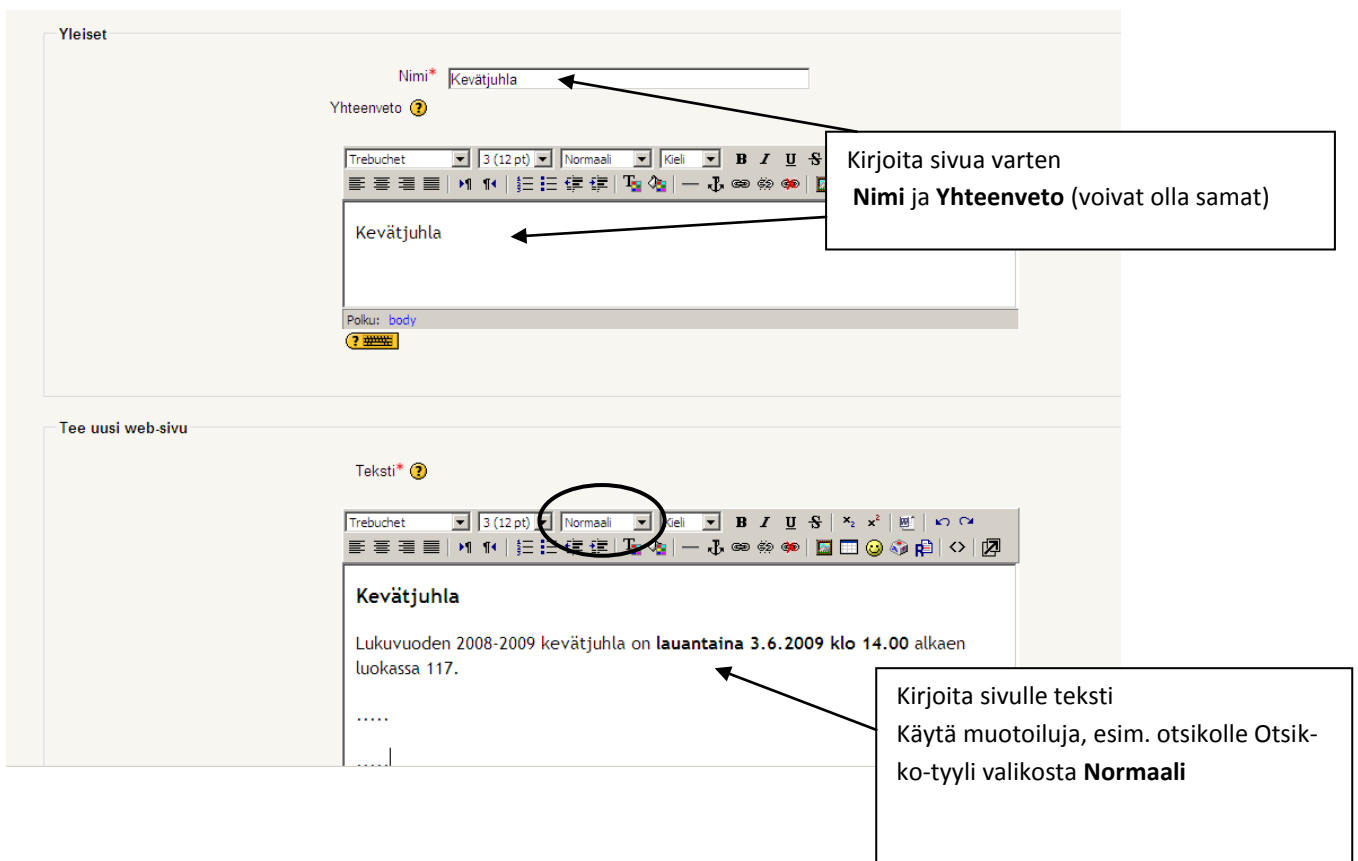 Yleiset
Nimi* Kevätjuhla
Yhteenveto ?
Trebuchet 3 (12 pt) Normaali Kieli B I U S
Kirjoita sivua varten
Nimi ja Yhteenveto (voivat olla samat)
Kevätjuhla
Polku: body
?
Tee uusi web-sivu
Teksti* ?
Trebuchet 3 (12 pt) Normaali Kieli B I U S x₂ x²
Kevätjuhla
Lukuvuoden 2008-2009 kevätjuhla on lauantaina 3.6.2009 klo 14.00 alkaen
luokassa 117.
.....
.....
Kirjoita sivulle teksti
Käytä muotoiluja, esim. otsikolle Otsik-
ko-tyyli valikosta Normaali